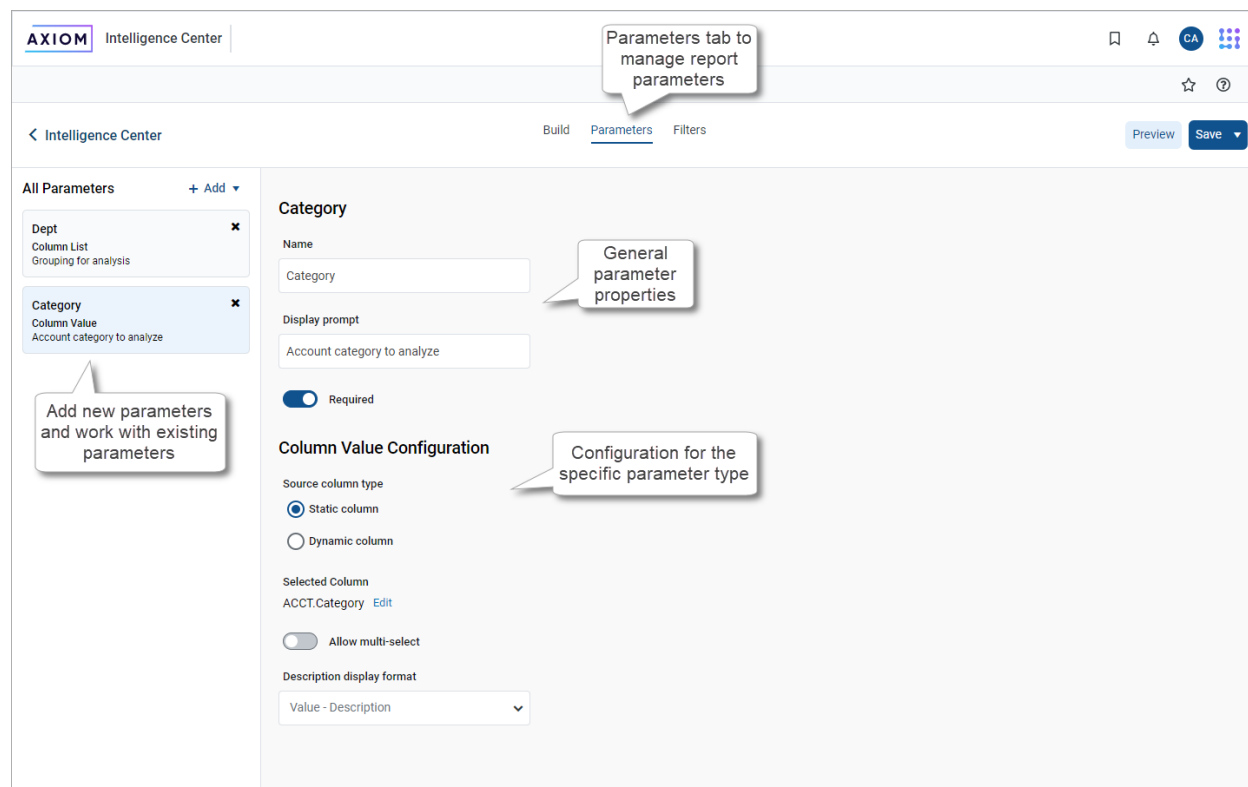 AXIOM Intelligence Center
Parameters tab to
manage report
parameters
CA
Intelligence Center
Build Parameters Filters
Preview Save
All Parameters + Add
Dept
Column List
Grouping for analysis
Category
Column Value
Account category to analyze
Add new parameters
and work with existing
parameters
Category
Name
Category
General
parameter
properties
Display prompt
Account category to analyze
Required
Column Value Configuration
Configuration for the
specific parameter type
Source column type
Static column
Dynamic column
Selected Column
ACCT.Category Edit
Allow multi-select
Description display format
Value - Description